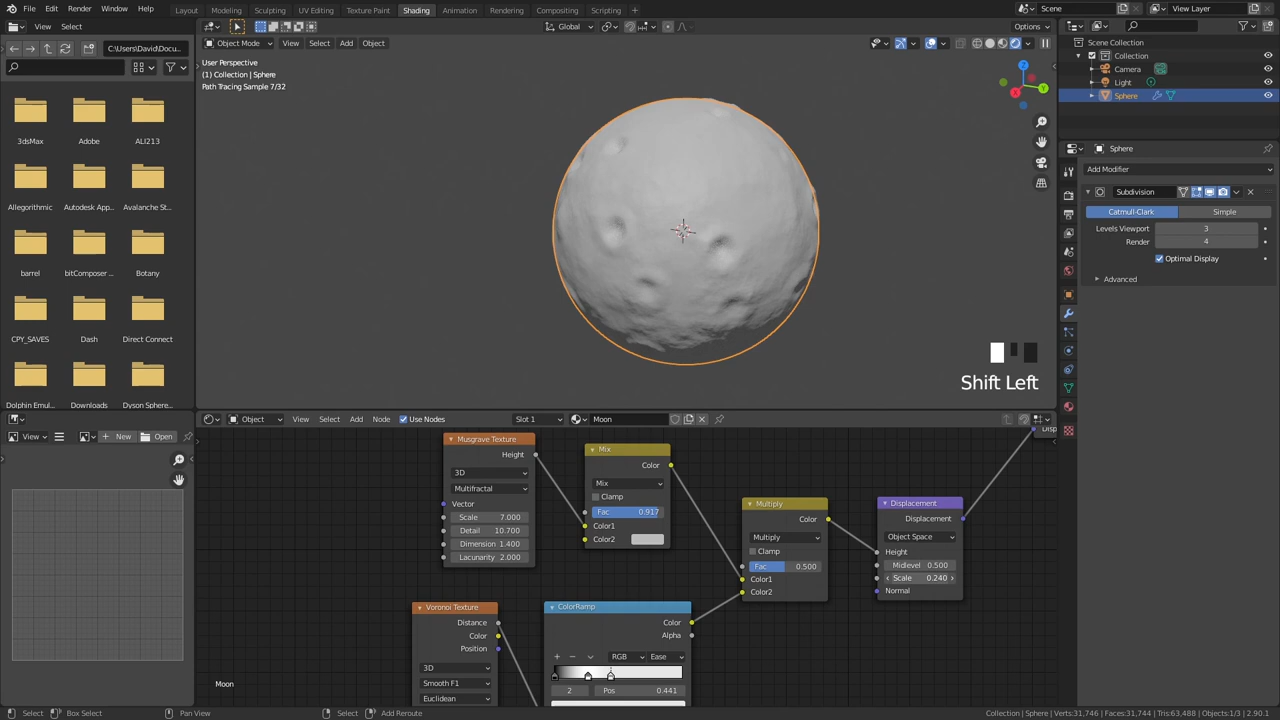 File Edit Render Window Help Layout Modeling Sculpting UV Editing Texture Paint Shading Animation Rendering Compositing Scripting Scene View Layer
View Select C:\Users\David\Docu... Global Options
Object Mode View Select Add Object
User Perspective
(1) Collection | Sphere
Path Tracing Sample 7/32
Scene Collection
Collection
Camera
Light
Sphere
Sphere
Add Modifier
Subdivision
Catmull-Clark Simple
Levels Viewport 3
Render 4
Optimal Display
Advanced
3dsMax Adobe ALI213
Allegorithmic Autodesk App... Avalanche St...
barrel bitComposer ... Botany
CPY_SAVES Desktop Direct Connect
Dolphin Emul... Downloads Dyson Sphere...
X
Y
Z
Shift Left
View New Open
Object View Select Add Node Use Nodes Slot 1 Moon
Musgrave Texture
Height
3D
Multifractal
Vector
Scale 7.000
Detail 10.700
Dimension 1.400
Lacunarity 2.000
Mix
Color
Mix
Clamp
Fac 0.917
Color1
Color2
Multiply
Color
Multiply
Clamp
Fac 0.500
Color1
Color2
Displacement
Displacement
Object Space
Height
Midlevel 0.500
Scale 0.240
Normal
Voronoi Texture
Distance
Color
Position
3D
Smooth F1
Euclidean
ColorRamp
Color
Alpha
RGB Ease
2 Pos 0.441
Moon
Select Box Select Pan View Select Add Reroute Collection | Sphere | Verts:31,746 | Faces:31,744 | Tris:63,488 | Objects:1/3 | 2.90.1